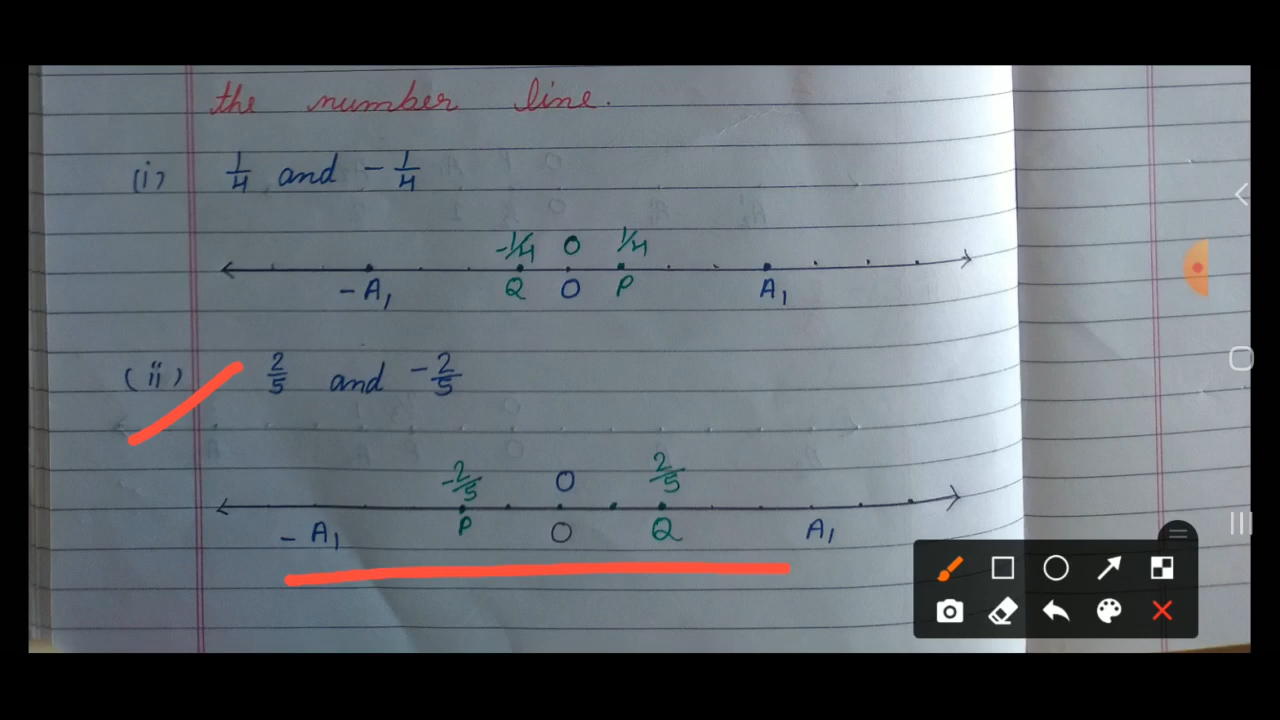 the number line.
(i) 1/4 and - 1/4
-1/4 0 1/4
- A1 Q O P A1
(ii) 2/5 and - 2/5
-2/5 0 2/5
- A1 P O Q A1